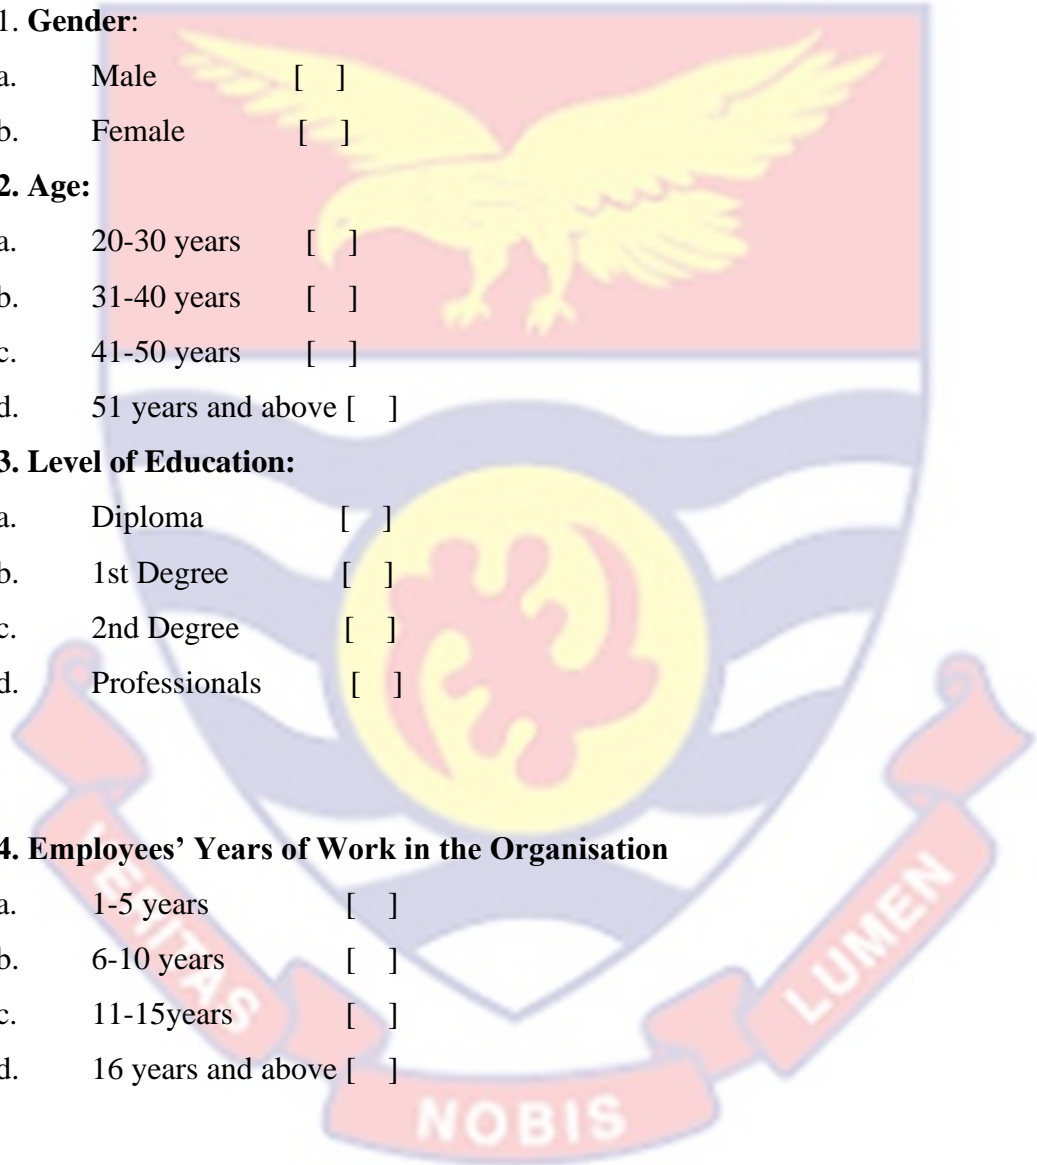 1. Gender:
a. Male [ ]
b. Female [ ]
2. Age:
a. 20-30 years [ ]
b. 31-40 years [ ]
c. 41-50 years [ ]
d. 51 years and above [ ]
3. Level of Education:
a. Diploma [ ]
b. 1st Degree [ ]
c. 2nd Degree [ ]
d. Professionals [ ]
4. Employees’ Years of Work in the Organisation
a. 1-5 years [ ]
b. 6-10 years [ ]
c. 11-15years [ ]
d. 16 years and above [ ]
VERITAS
NOBIS
LUMEN